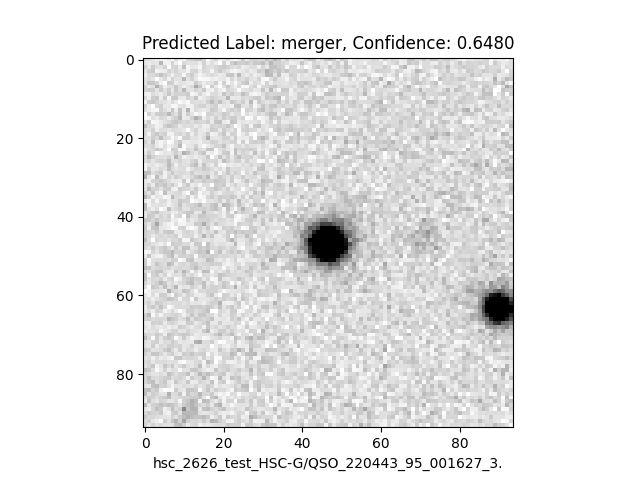 Predicted Label: merger, Confidence: 0.6480
0
20
40
60
80
0 20 40 60 80
hsc_2626_test_HSC-G/QSO_220443_95_001627_3.